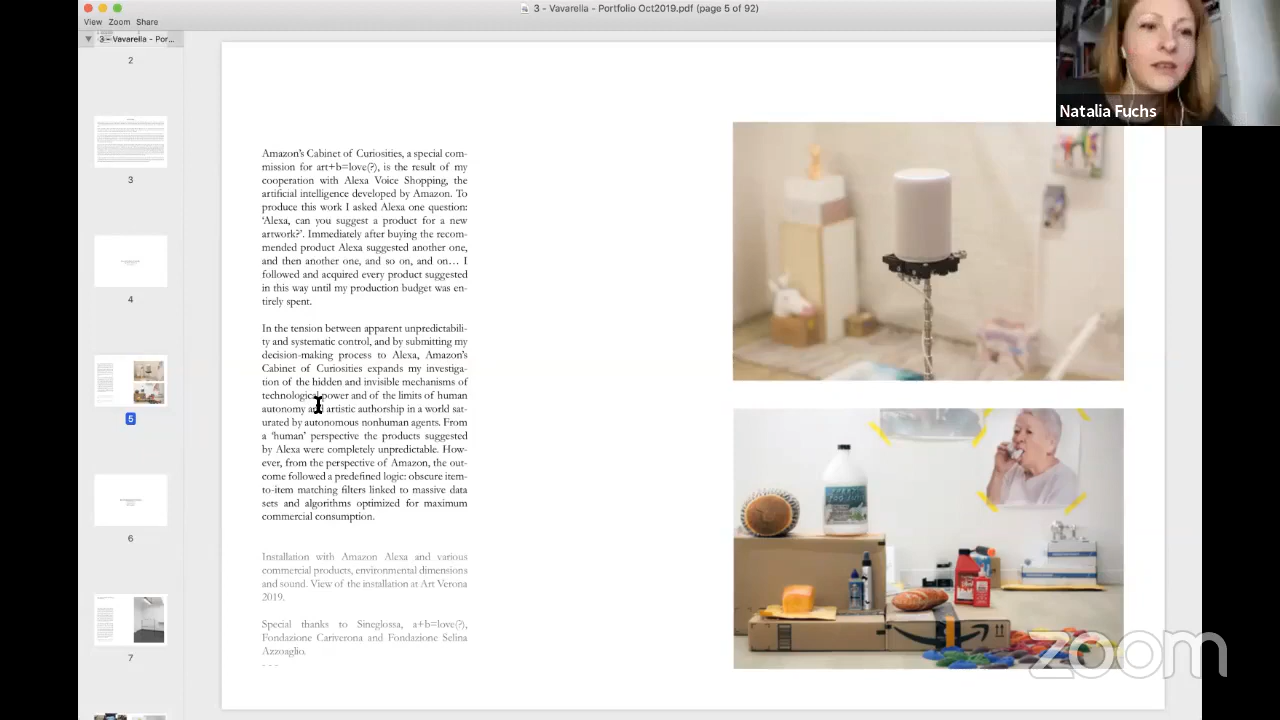 3 - Vavarella - Portfolio Oct2019.pdf (page 5 of 92)
View Zoom Share
3 - Vavarella - Por...
2
3
4
5
6
7
Natalia Fuchs
Amazon's Cabinet of Curiosities, a special com-
mission for art+b=love(?), is the result of my
cooperation with Alexa Voice Shopping, the
artificial intelligence developed by Amazon. To
produce this work I asked Alexa one question:
'Alexa, can you suggest a product for a new
artwork?'. Immediately after buying the recom-
mended product Alexa suggested another one,
and then another one, and so on, and on… I
followed and acquired every product suggested
in this way until my production budget was en-
tirely spent.
In the tension between apparent unpredictabili-
ty and systematic control, and by submitting my
decision-making process to Alexa, Amazon's
Cabinet of Curiosities expands my investiga-
tion of the hidden and invisible mechanisms of
technological power and of the limits of human
autonomy and artistic authorship in a world sat-
urated by autonomous nonhuman agents. From
a 'human' perspective the products suggested
by Alexa were completely unpredictable. How-
ever, from the perspective of Amazon, the out-
come followed a predefined logic: obscure item-
to-item matching filters linked to massive data
sets and algorithms optimized for maximum
commercial consumption.
Installation with Amazon Alexa and various
commercial products, environmental dimensions
and sound. View of the installation at Art Verona
2019.
Special thanks to Sineglossa, a+b=love(?),
Fondazione Cariverona and Fondazione Selina
Azzoaglio.
- - -
zoom